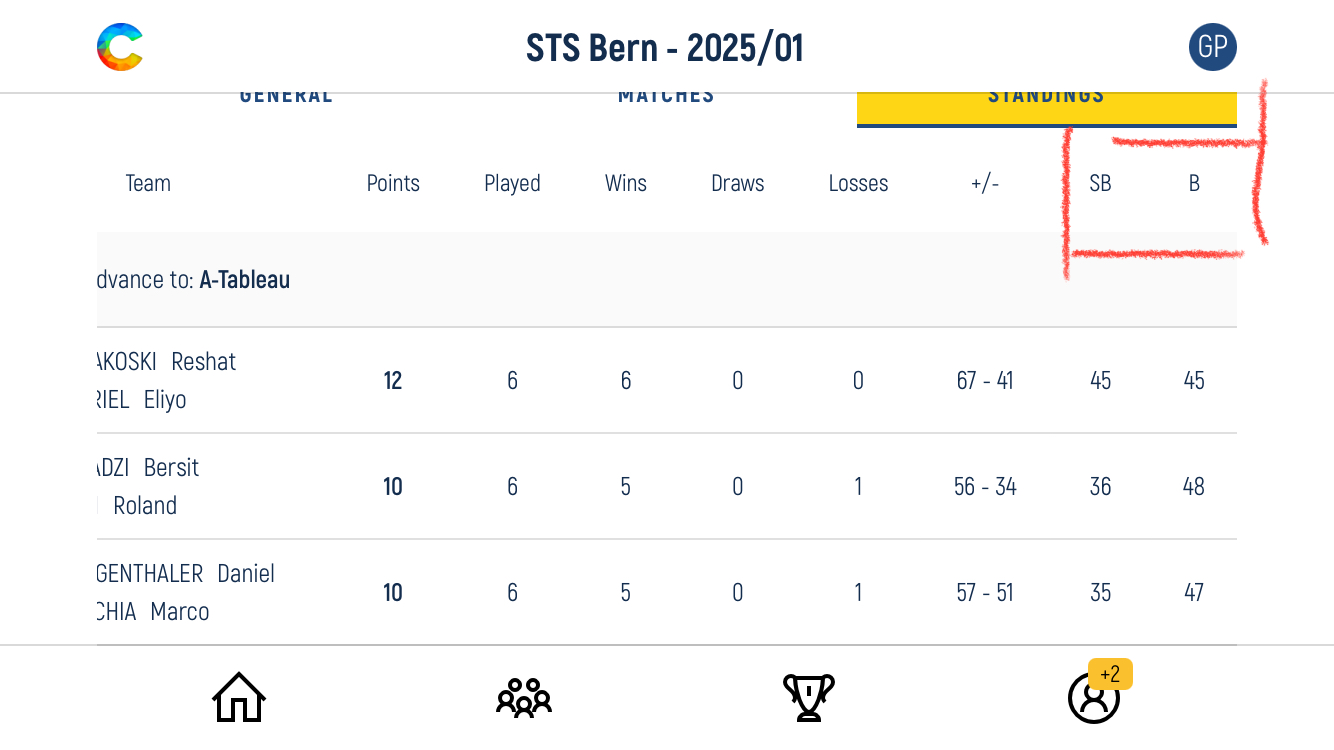 STS Bern - 2025/01
GP
GENERAL MATCHES STANDINGS
Team Points Played Wins Draws Losses +/- SB B
dvance to: A-Tableau
AKOSKI Reshat
RIEL Eliyo
12 6 6 0 0 67 - 41 45 45
ADZI Bersit
Roland
10 6 5 0 1 56 - 34 36 48
GENTHALER Daniel
CHIA Marco
10 6 5 0 1 57 - 51 35 47
+2